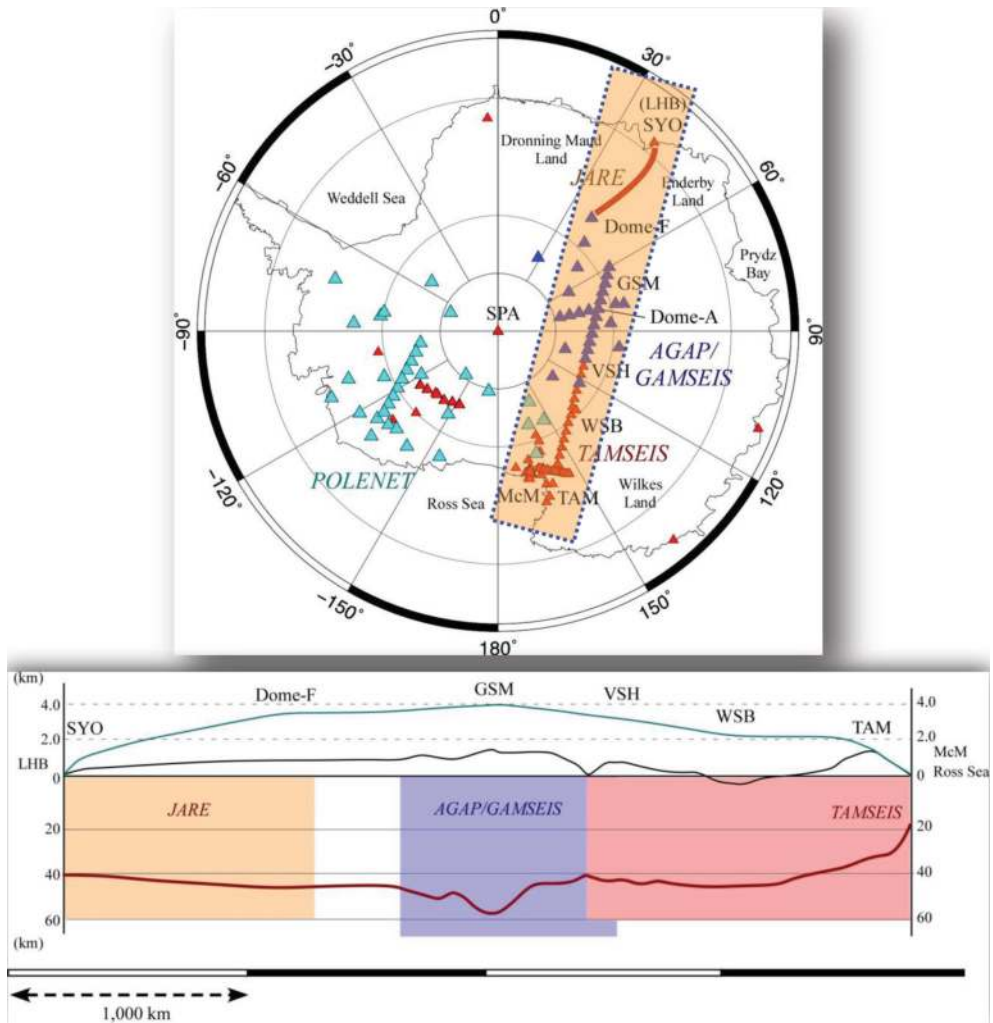 0°
30°
60°
90°
120°
150°
180°
−150°
−120°
−90°
−60°
−30°
(LHB)
SYO
Dronning Maud
Land
JARE
Enderby
Land
Weddell Sea
Dome-F
Prydz
Bay
GSM
SPA
Dome-A
AGAP/
GAMSEIS
VSH
WSB
TAMSEIS
POLENET
Wilkes
Land
Ross Sea
McM
TAM
(km)
Dome-F
GSM
VSH
4.0
4.0
SYO
WSB
TAM
2.0
2.0
LHB
McM
0
0
Ross Sea
JARE
AGAP/GAMSEIS
TAMSEIS
20
20
40
40
60
60
(km)
1,000 km